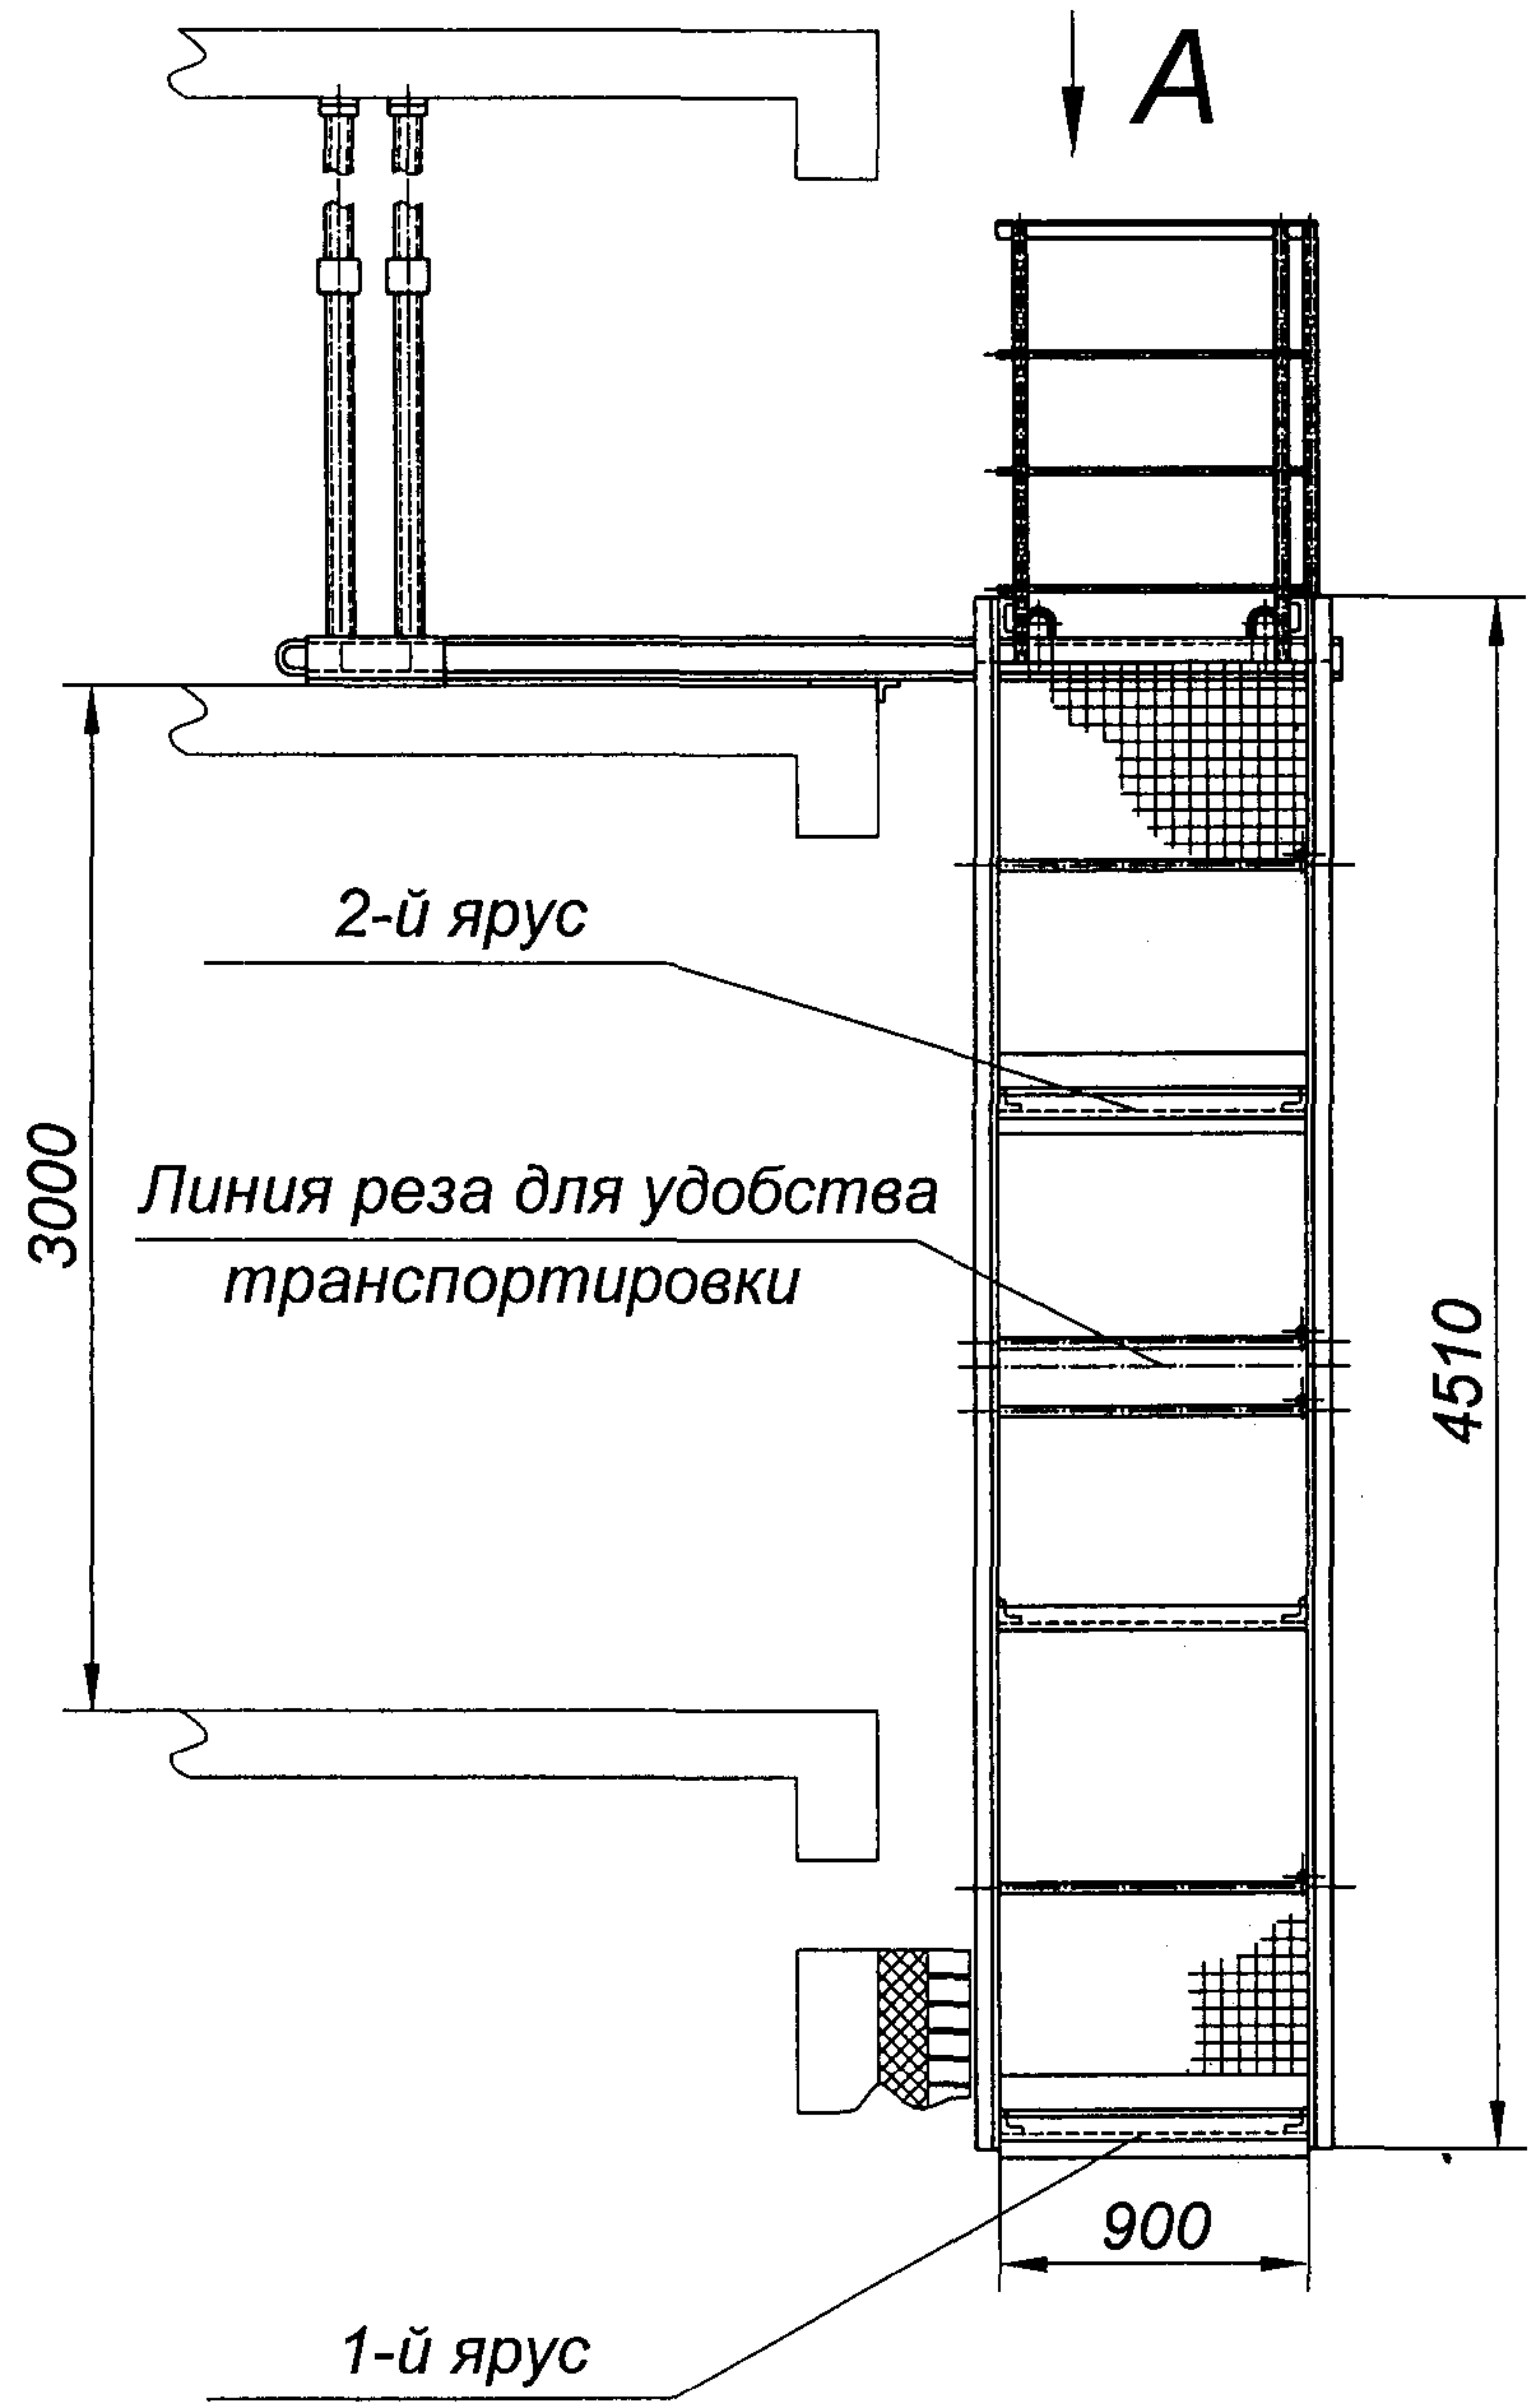 А
2-й ярус
3000
Линия реза для удобства
транспортировки
4510
900
1-й ярус